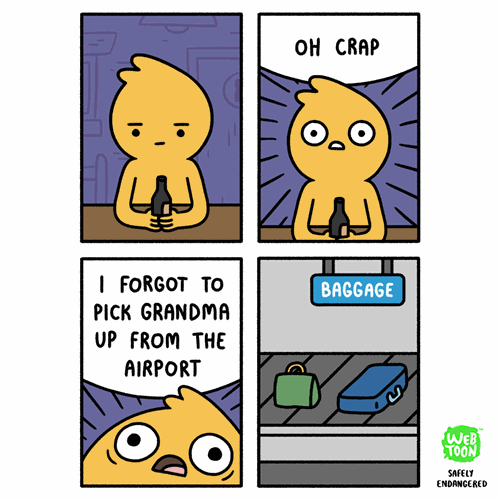 OH CRAP
I FORGOT TO
PICK GRANDMA
UP FROM THE
AIRPORT
BAGGAGE
WEB
TOON
SAFELY
ENDANGERED